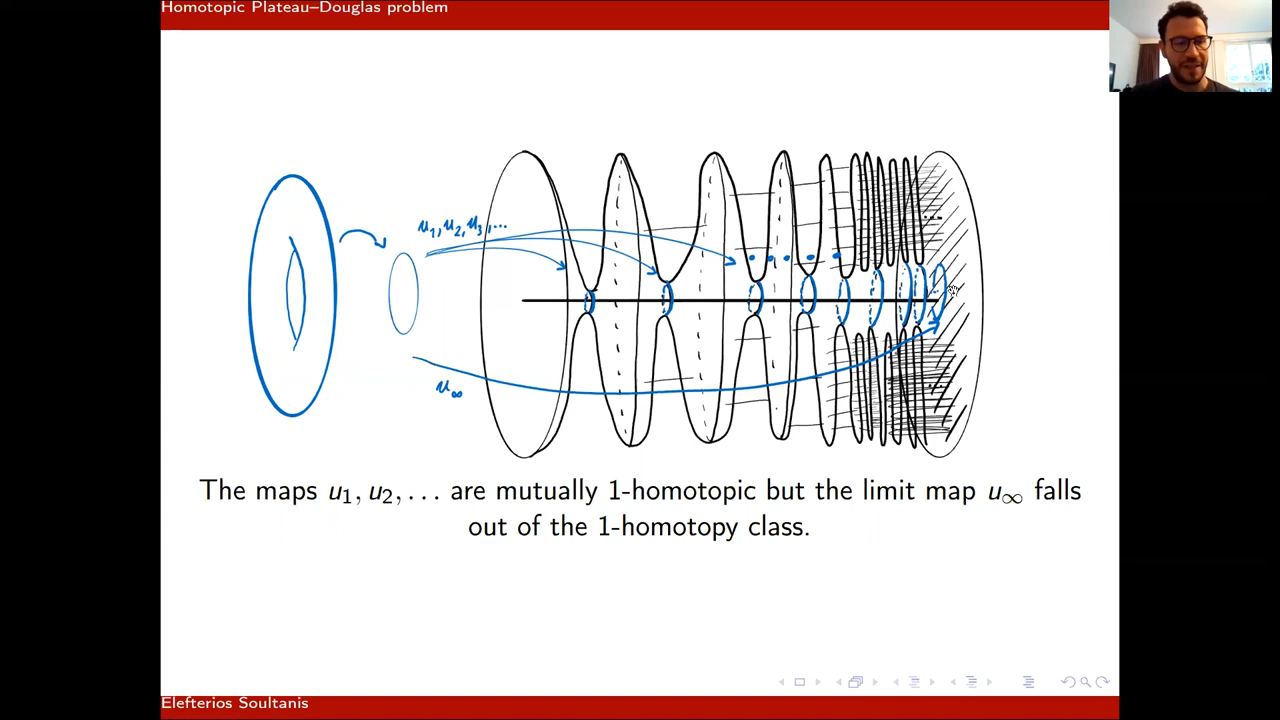 Homotopic Plateau–Douglas problem
u₁, u₂, u₃, ...
u∞
The maps u₁, u₂, . . . are mutually 1-homotopic but the limit map u∞ falls
out of the 1-homotopy class.
Elefterios Soultanis